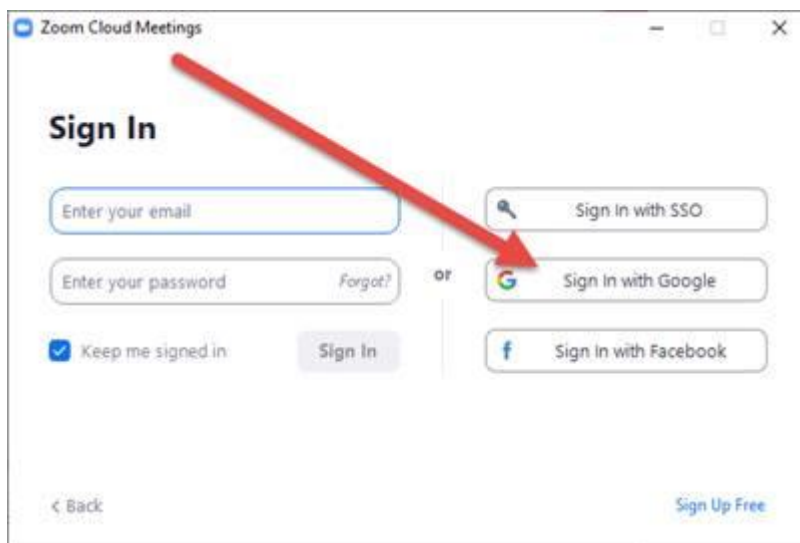 Zoom Cloud Meetings
Sign In
Enter your email
Enter your password
Forgot?
Keep me signed in
Sign In
or
Sign In with SSO
Sign In with Google
Sign In with Facebook
< Back
Sign Up Free